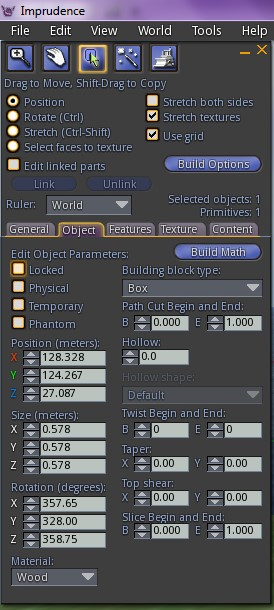 Imprudence
File Edit View World Tools Help
Drag to Move, Shift-Drag to Copy
Position
Rotate (Ctrl)
Stretch (Ctrl-Shift)
Select faces to texture
Edit linked parts
Stretch both sides
Stretch textures
Use grid
Build Options
Link Unlink
Ruler: World
Selected objects: 1
Primitives: 1
General Object Features Texture Content
Edit Object Parameters:
Build Math
Locked
Physical
Temporary
Phantom
Position (meters):
X 128.328
Y 124.267
Z 27.087
Size (meters):
X 0.578
Y 0.578
Z 0.578
Rotation (degrees):
X 357.65
Y 328.00
Z 358.75
Material:
Wood
Building block type:
Box
Path Cut Begin and End:
B 0.000 E 1.000
Hollow:
0.0
Hollow shape:
Default
Twist Begin and End:
B 0 E 0
Taper:
X 0.00 Y 0.00
Top shear:
X 0.00 Y 0.00
Slice Begin and End:
B 0.000 E 1.000